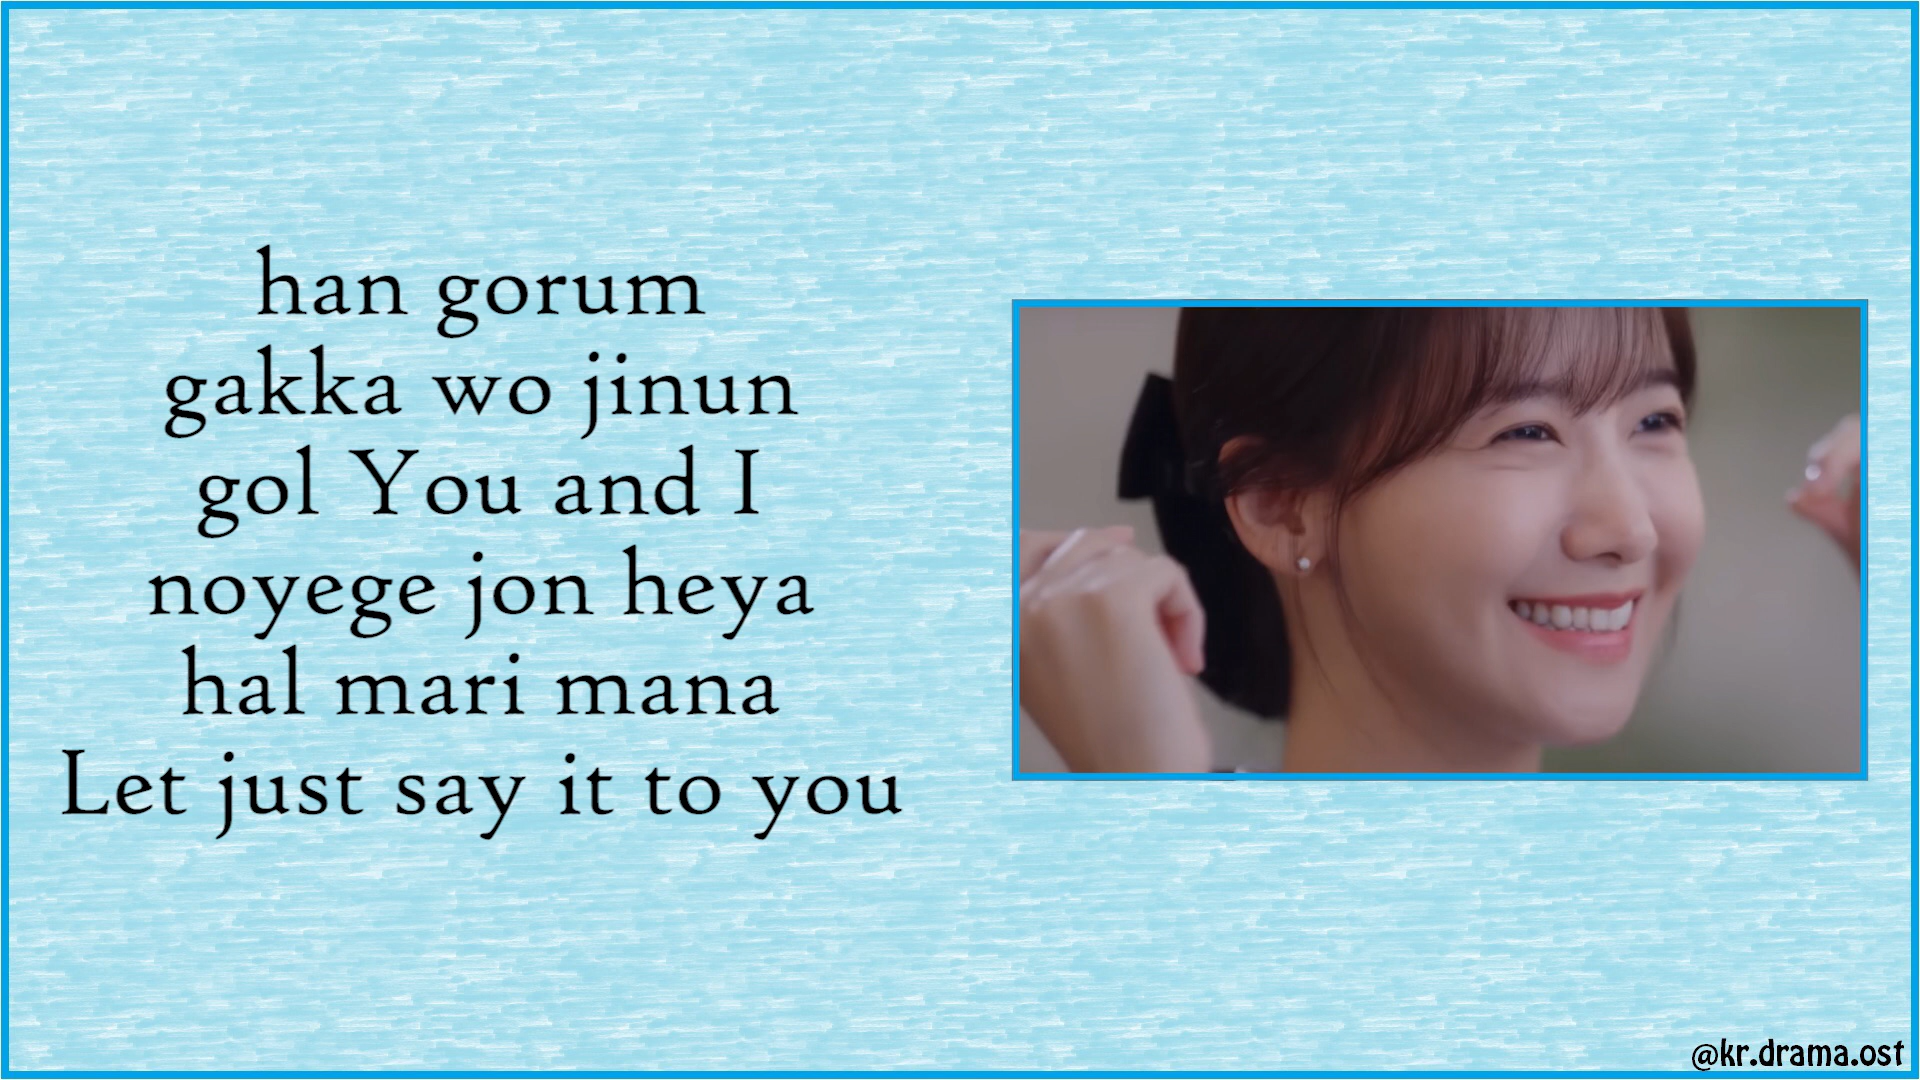 han gorum
gakka wo jinun
gol You and I
noyege jon heya
hal mari mana
Let just say it to you
@kr.drama.ost